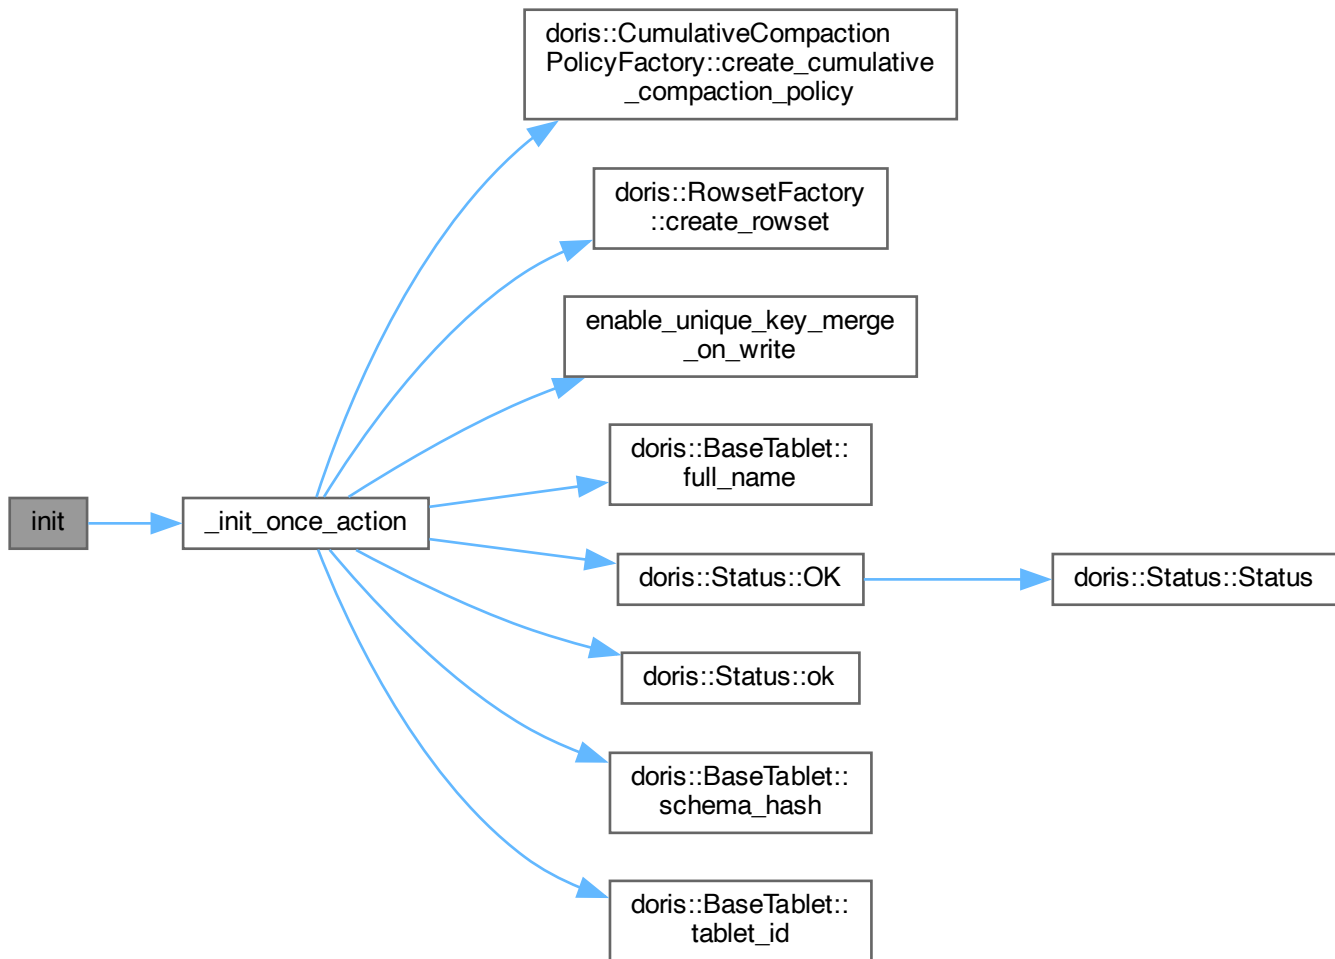 doris::CumulativeCompaction
PolicyFactory::create_cumulative
_compaction_policy
doris::RowsetFactory
::create_rowset
enable_unique_key_merge
_on_write
doris::BaseTablet::
full_name
init
_init_once_action
doris::Status::OK
doris::Status::Status
doris::Status::ok
doris::BaseTablet::
schema_hash
doris::BaseTablet::
tablet_id